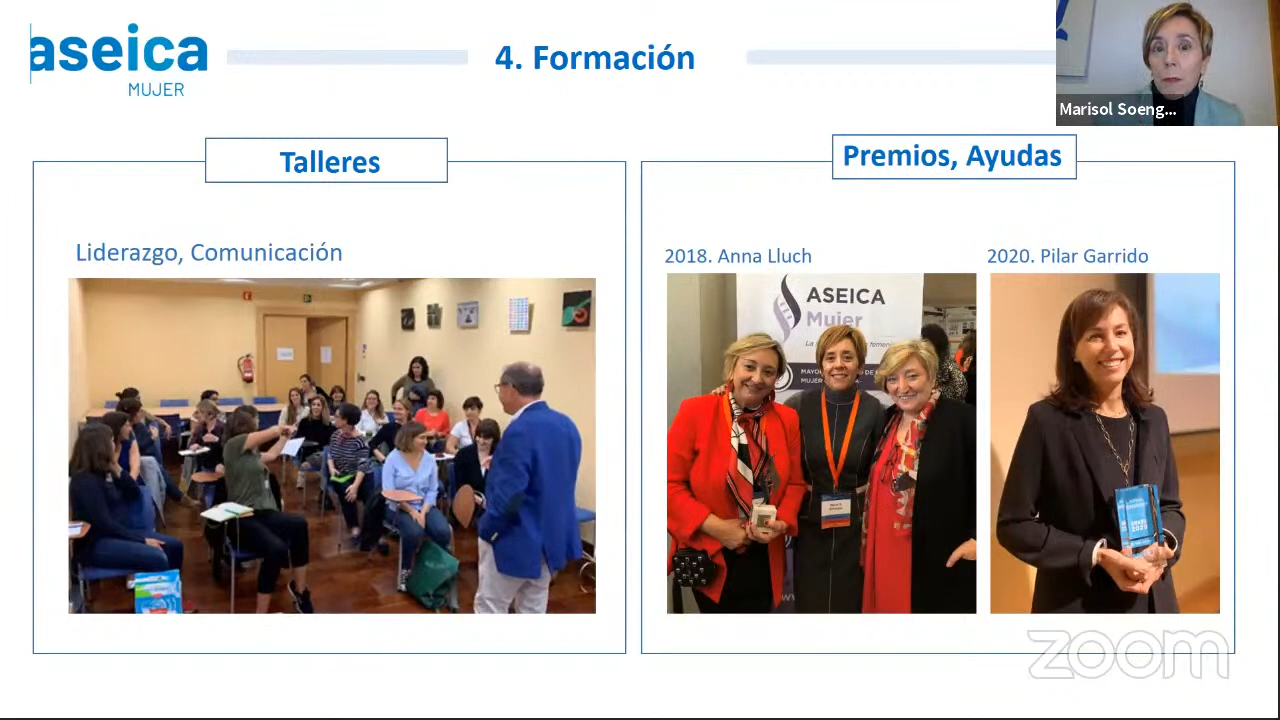 aseica
MUJER
4. Formación
Marisol Soeng...
Talleres
Premios, Ayudas
Liderazgo, Comunicación
2018. Anna Lluch
2020. Pilar Garrido
ASEICA
Mujer
zoom